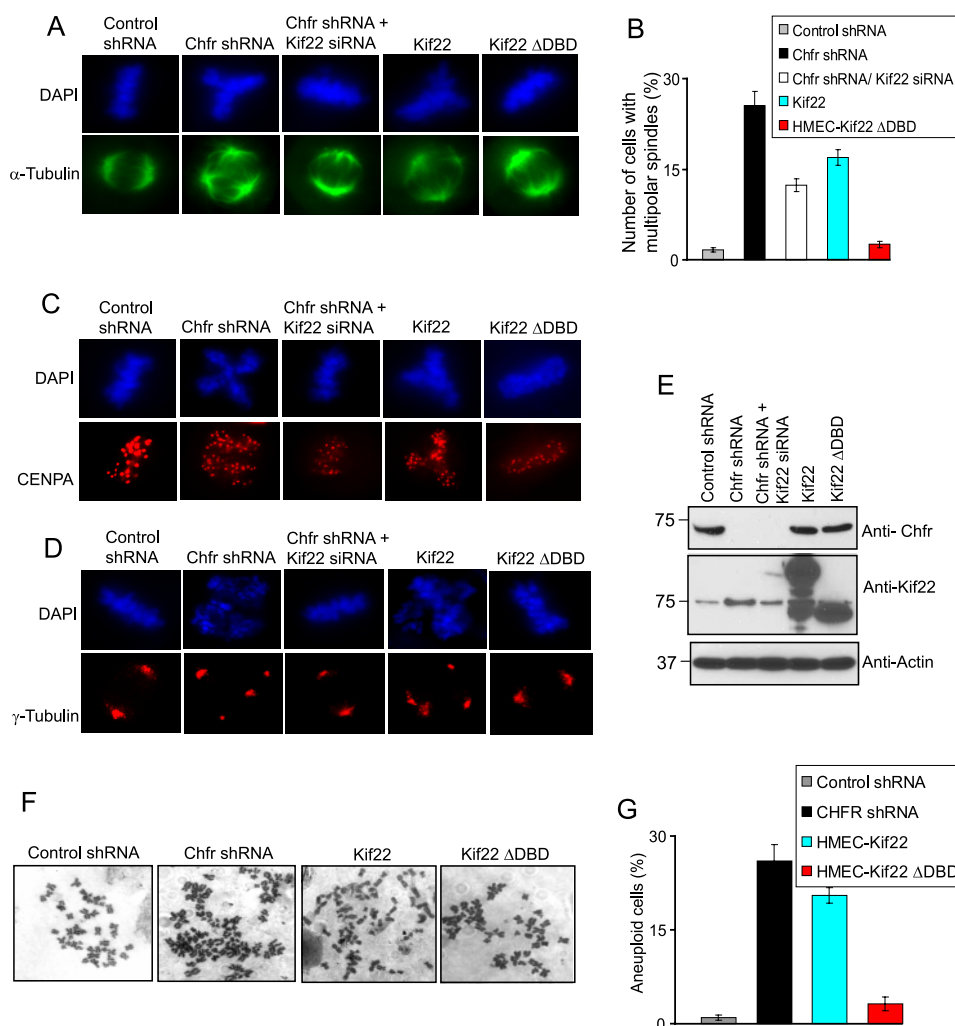 A
Control
shRNA
Chfr shRNA
Chfr shRNA +
Kif22 siRNA
Kif22
Kif22 ΔDBD
DAPI
α-Tubulin
B
Number of cells with
multipolar spindles (%)
30
15
0
Control shRNA
Chfr shRNA
Chfr shRNA/ Kif22 siRNA
Kif22
HMEC-Kif22 ΔDBD
C
Control
shRNA
Chfr shRNA
Chfr shRNA +
Kif22 siRNA
Kif22
Kif22 ΔDBD
DAPI
CENPA
D
Control
shRNA
Chfr shRNA
Chfr shRNA +
Kif22 siRNA
Kif22
Kif22 ΔDBD
DAPI
γ-Tubulin
E
Control shRNA
Chfr shRNA
Chfr shRNA +
Kif22 siRNA
Kif22
Kif22 ΔDBD
75
Anti- Chfr
75
Anti-Kif22
37
Anti-Actin
F
Control shRNA
Chfr shRNA
Kif22
Kif22 ΔDBD
G
Aneuploid cells (%)
30
15
0
Control shRNA
CHFR shRNA
HMEC-Kif22
HMEC-Kif22 ΔDBD